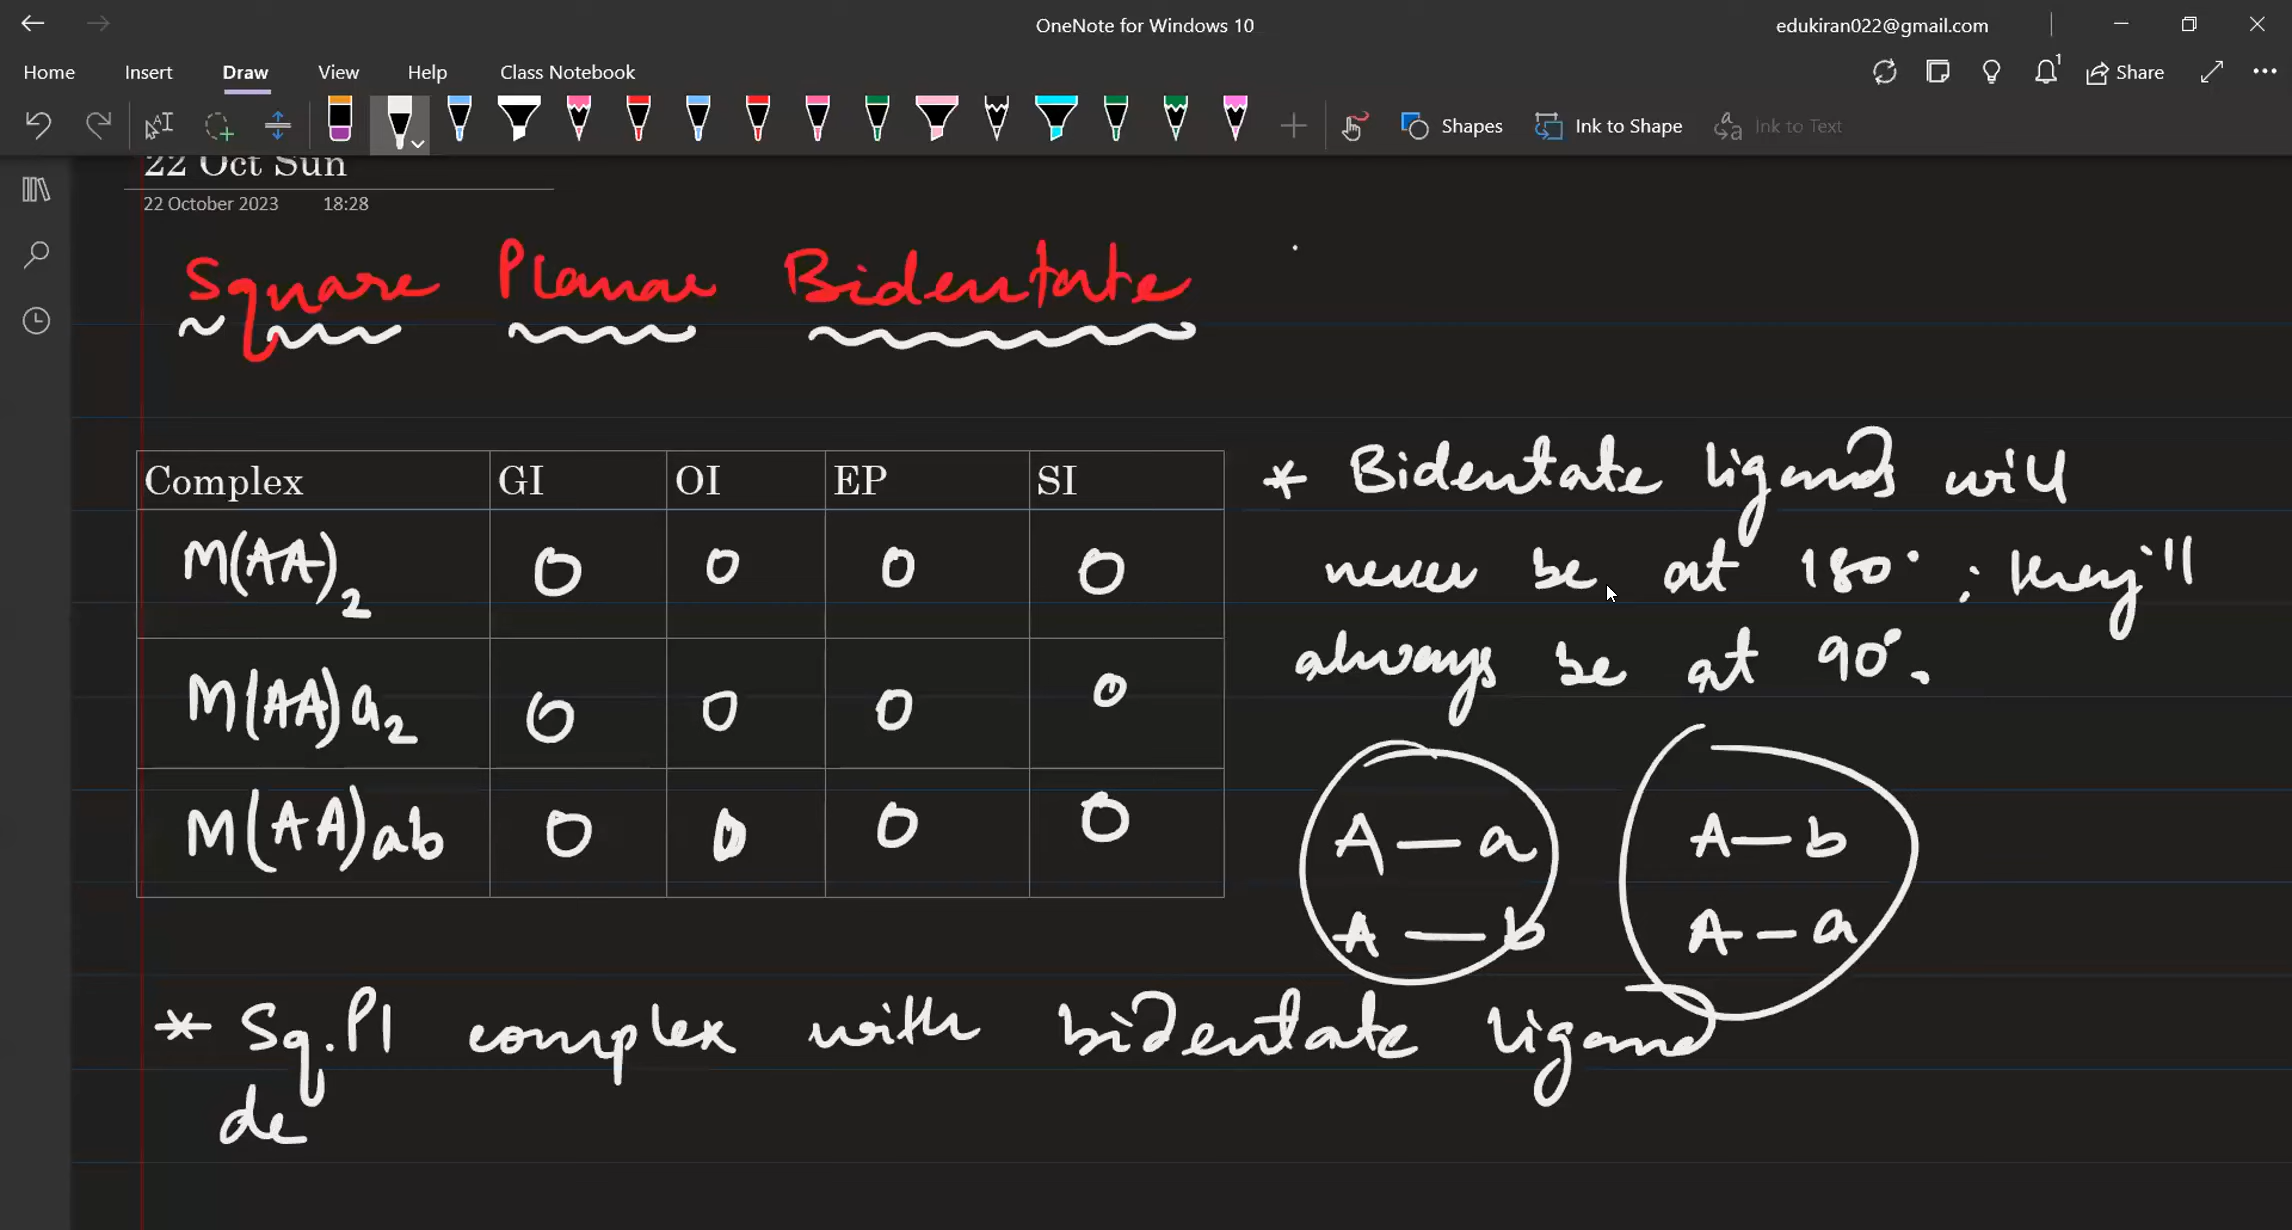 OneNote for Windows 10
edukiran022@gmail.com
Home Insert Draw View Help Class Notebook
1 Share
Shapes Ink to Shape Ink to Text
22 Oct Sun
22 October 2023 18:28
Square Planar Bidentate
Complex GI OI EP SI
M(AA)2 0 0 0 0
M(AA)a2 0 0 0 0
M(AA)ab 0 0 0 0
* Bidentate ligands will
never be at 180° ; they'll
always be at 90°.
A — a A — b
A — b A — a
* Sq. Pl complex with bidentate ligand
de